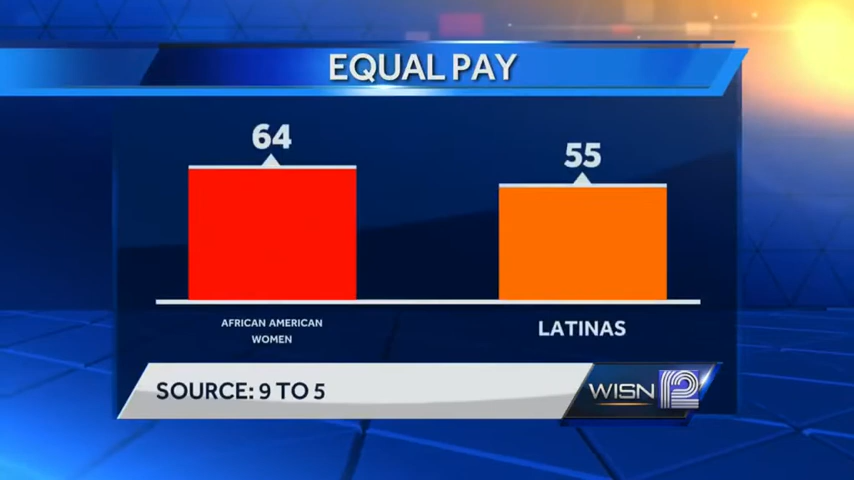 EQUAL PAY
64
55
AFRICAN AMERICAN
WOMEN
LATINAS
SOURCE: 9 TO 5
WISN 12